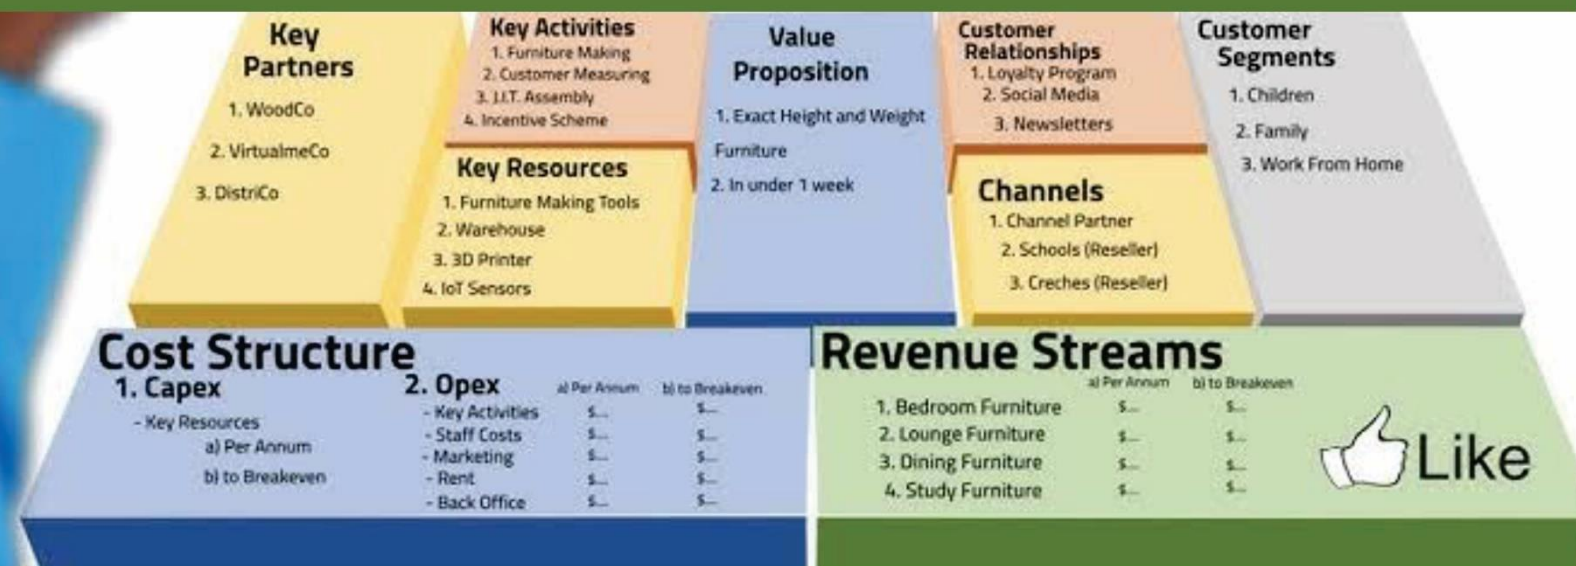 Key
Partners
1. WoodCo
2. VirtualmeCo
3. DistriCo
Key Activities
1. Furniture Making
2. Customer Measuring
3. J.I.T. Assembly
4. Incentive Scheme
Key Resources
1. Furniture Making Tools
2. Warehouse
3. 3D Printer
4. IoT Sensors
Value
Proposition
1. Exact Height and Weight
Furniture
2. In under 1 week
Customer
Relationships
1. Loyalty Program
2. Social Media
3. Newsletters
Channels
1. Channel Partner
2. Schools (Reseller)
3. Creches (Reseller)
Customer
Segments
1. Children
2. Family
3. Work From Home
Cost Structure
1. Capex
- Key Resources
a) Per Annum
b) to Breakeven
2. Opex a) Per Annum b) to Breakeven
- Key Activities $... $...
- Staff Costs $... $...
- Marketing $... $...
- Rent $... $...
- Back Office $... $...
Revenue Streams
a) Per Annum b) to Breakeven
1. Bedroom Furniture $... $...
2. Lounge Furniture $... $...
3. Dining Furniture $... $...
4. Study Furniture $... $...
Like